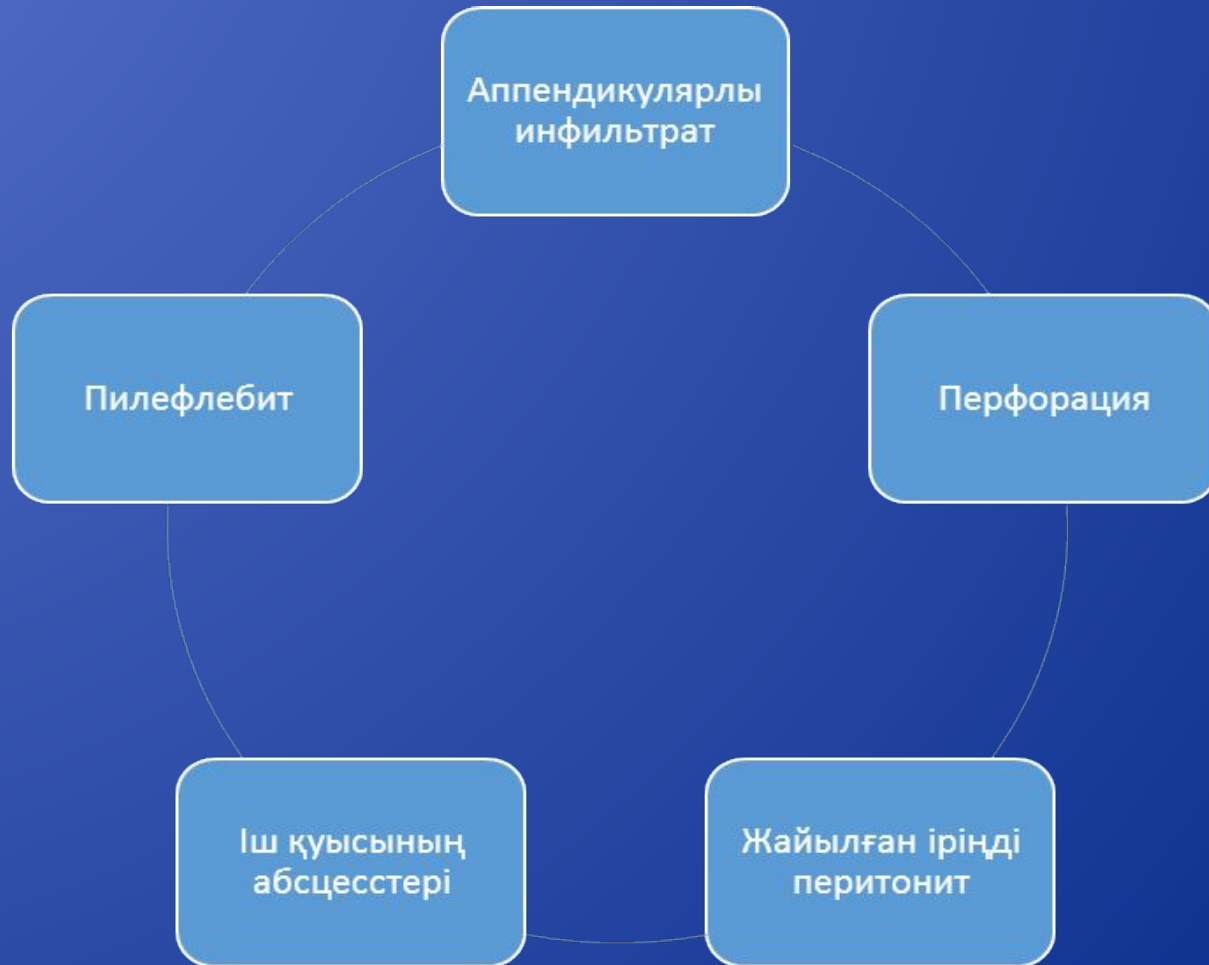 Аппендикулярлы
инфильтрат
Пилефлебит
Перфорация
Іш қуысының
абсцесстері
Жайылған іріңді
перитонит